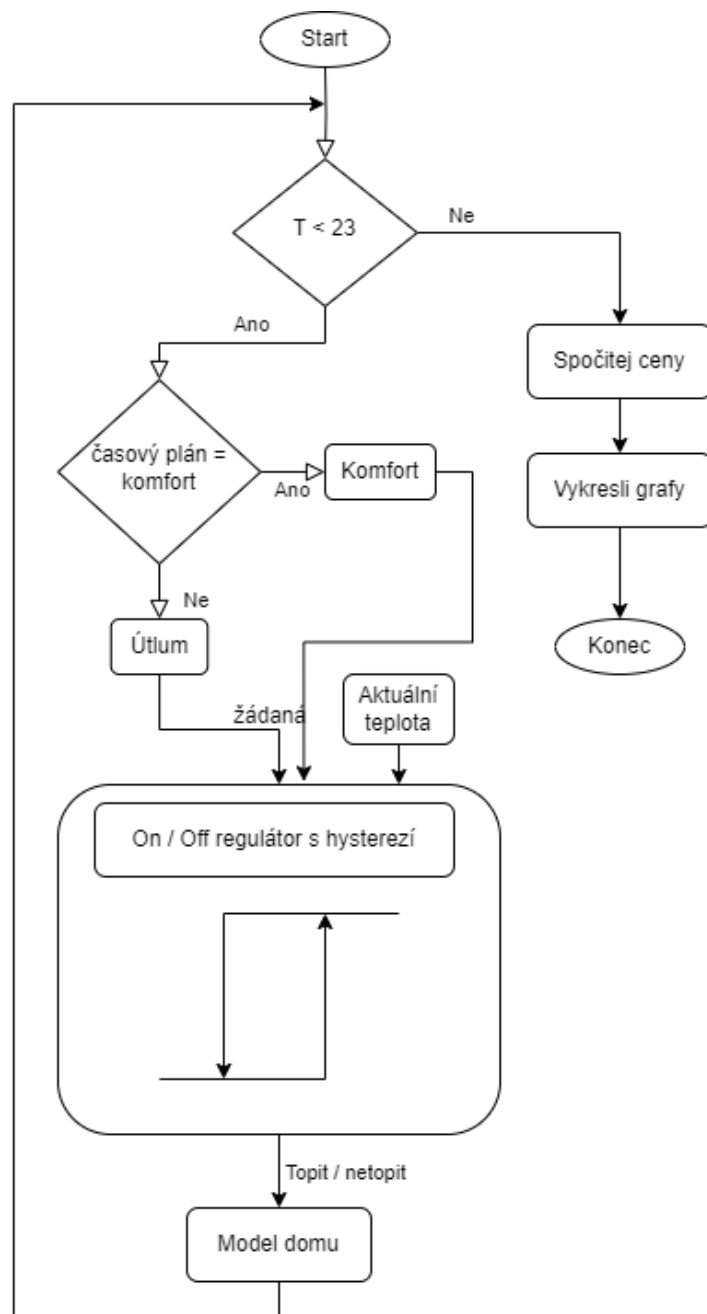 Start
T < 23
Ne
Ano
Spočitej ceny
časový plán =
komfort
Ano
Komfort
Vykresli grafy
Ne
Útlum
Konec
žádaná
Aktuální
teplota
On / Off regulátor s hysterezí
Topit / netopit
Model domu